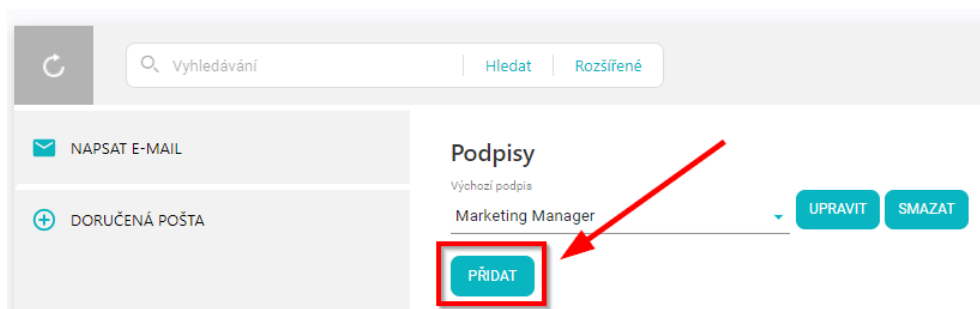 Vyhledávání Hledat Rozšířené
NAPSAT E-MAIL
DORUČENÁ POŠTA
Podpisy
Výchozí podpis
Marketing Manager UPRAVIT SMAZAT
PŘIDAT